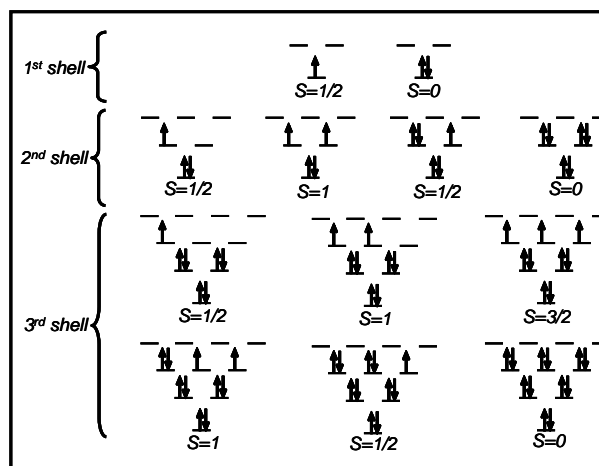 1st shell
S=1/2 S=0
2nd shell
S=1/2 S=1 S=1/2 S=0
3rd shell
S=1/2 S=1 S=3/2
S=1 S=1/2 S=0